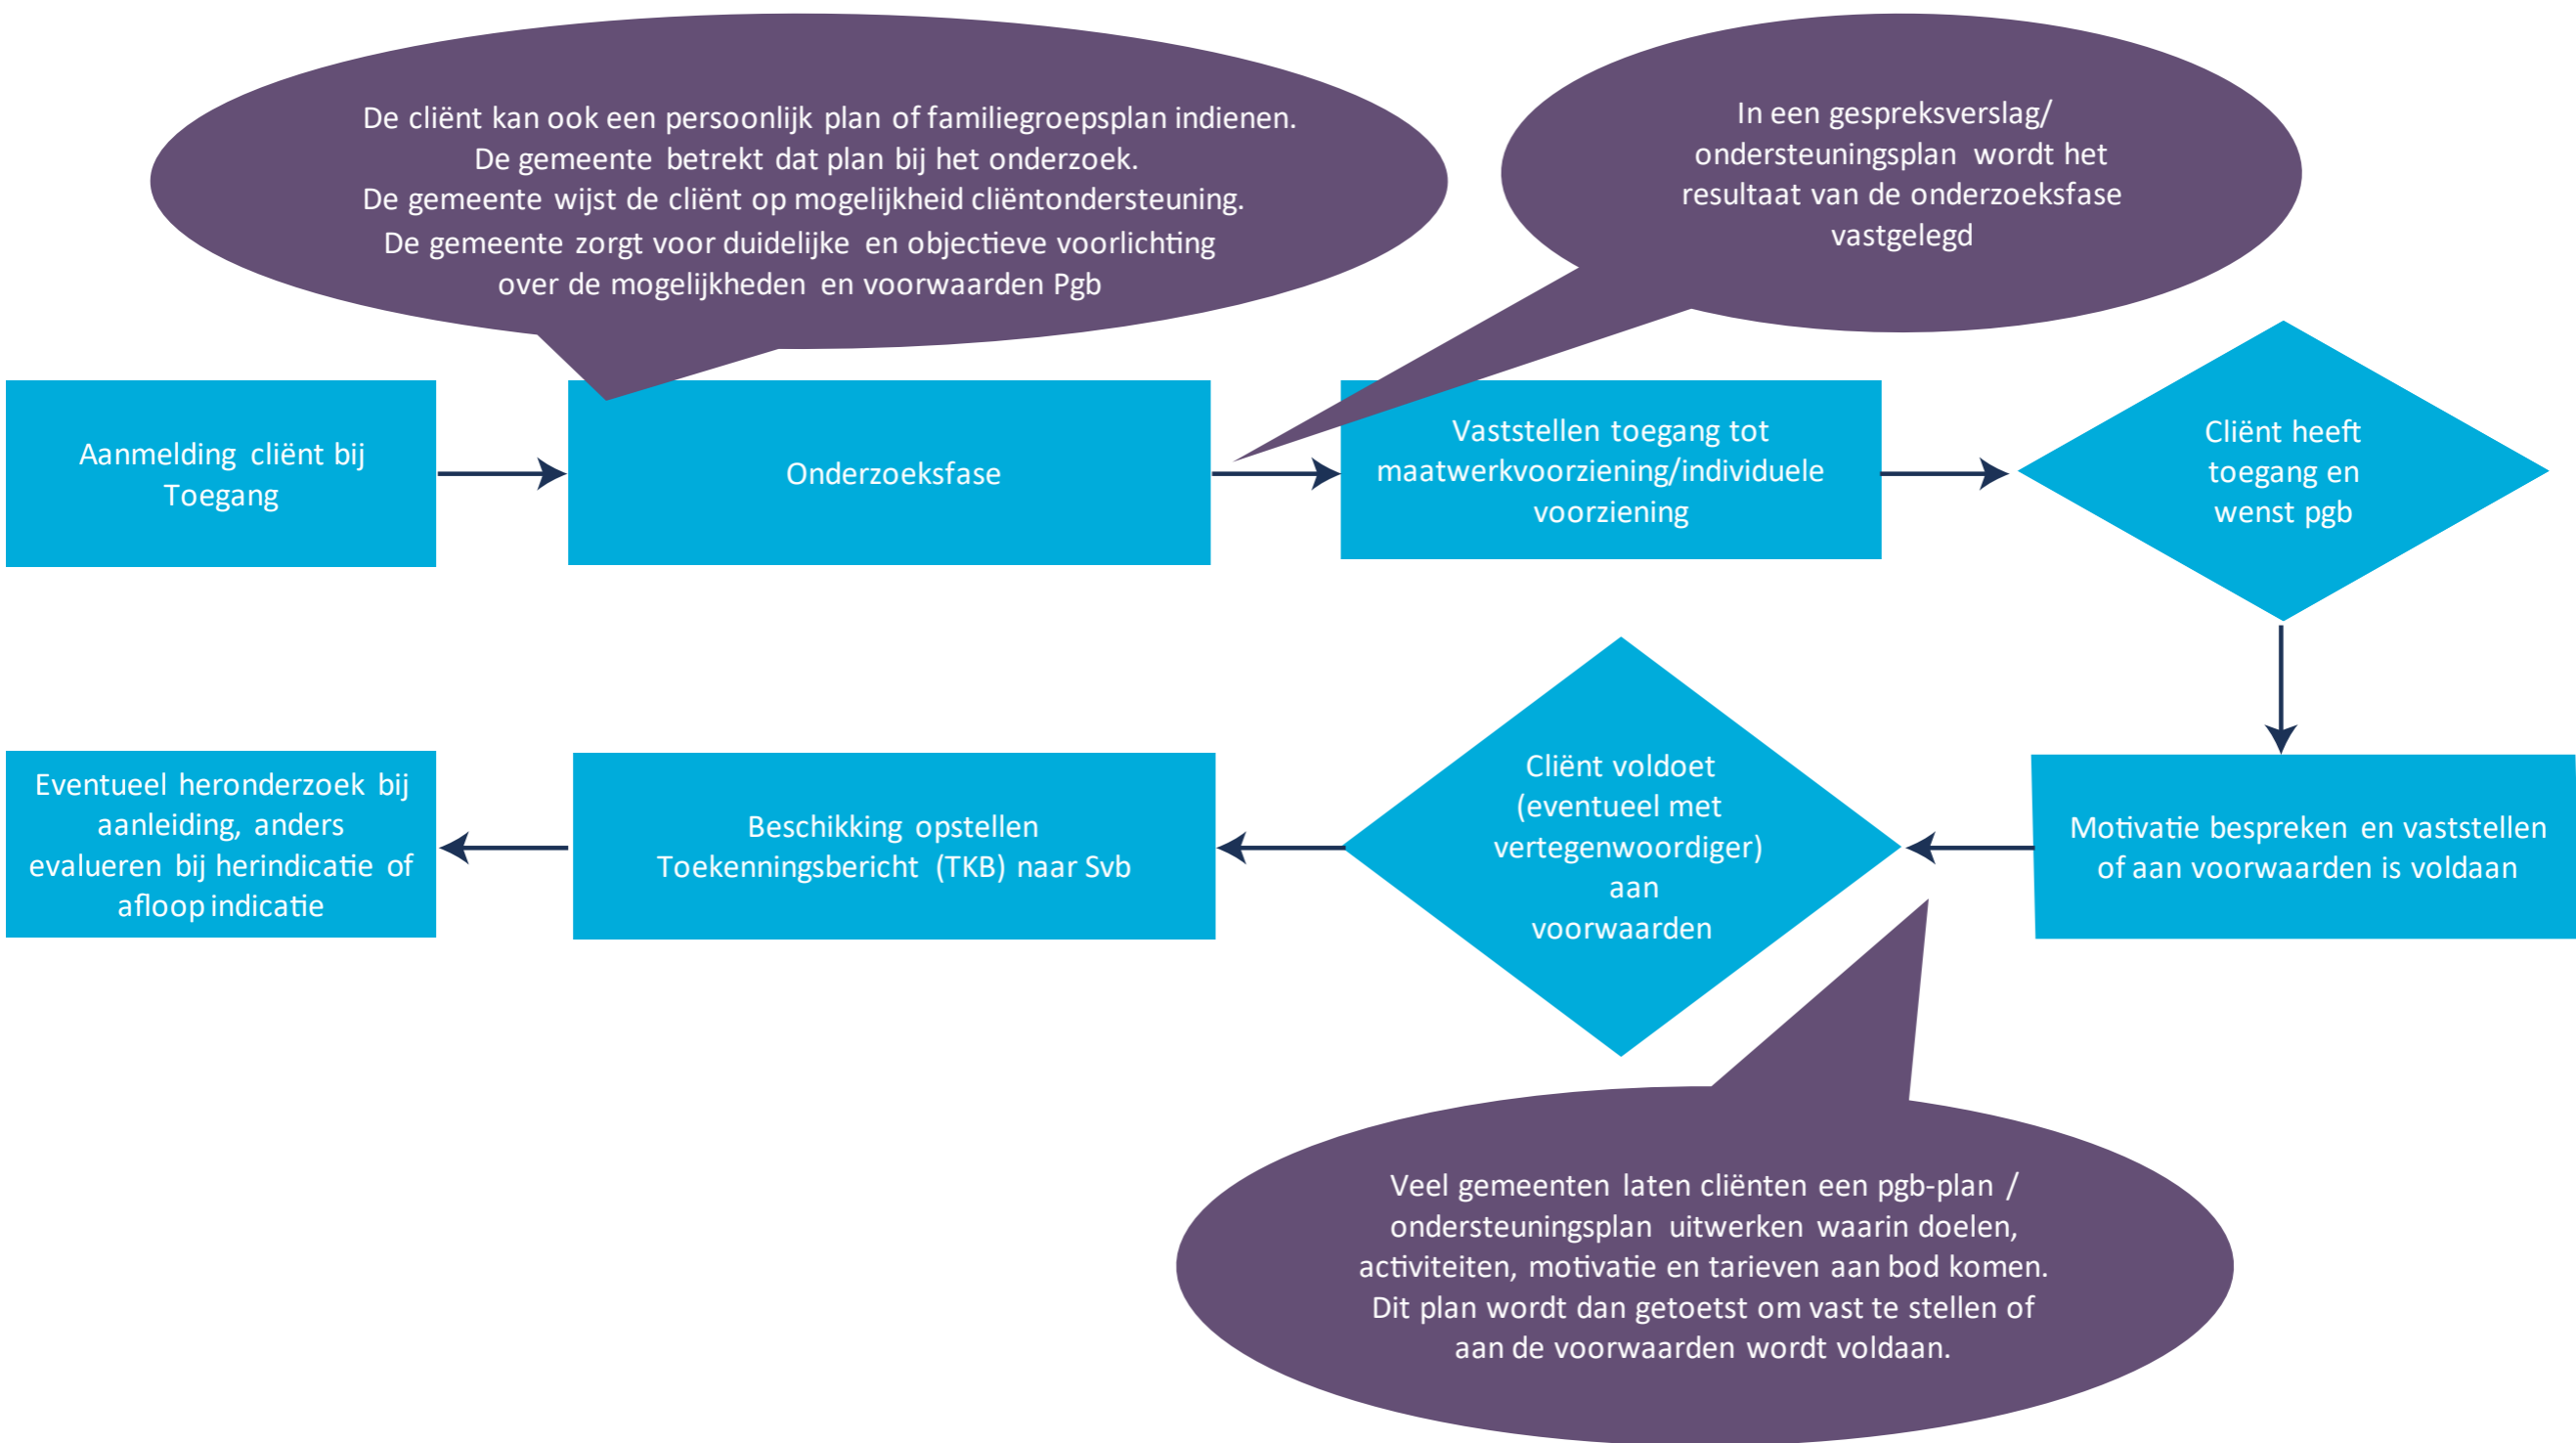 De cliënt kan ook een persoonlijk plan of familiegroepsplan indienen.
De gemeente betrekt dat plan bij het onderzoek.
De gemeente wijst de cliënt op mogelijkheid cliëntondersteuning.
De gemeente zorgt voor duidelijke en objectieve voorlichting
over de mogelijkheden en voorwaarden Pgb
In een gespreksverslag/
ondersteuningsplan wordt het
resultaat van de onderzoeksfase
vastgelegd
Aanmelding cliënt bij
Toegang
Onderzoeksfase
Vaststellen toegang tot
maatwerkvoorziening/individuele
voorziening
Cliënt heeft
toegang en
wenst pgb
Motivatie bespreken en vaststellen
of aan voorwaarden is voldaan
Cliënt voldoet
(eventueel met
vertegenwoordiger)
aan
voorwaarden
Beschikking opstellen
Toekenningsbericht (TKB) naar Svb
Eventueel heronderzoek bij
aanleiding, anders
evalueren bij herindicatie of
afloop indicatie
Veel gemeenten laten cliënten een pgb-plan /
ondersteuningsplan uitwerken waarin doelen,
activiteiten, motivatie en tarieven aan bod komen.
Dit plan wordt dan getoetst om vast te stellen of
aan de voorwaarden wordt voldaan.